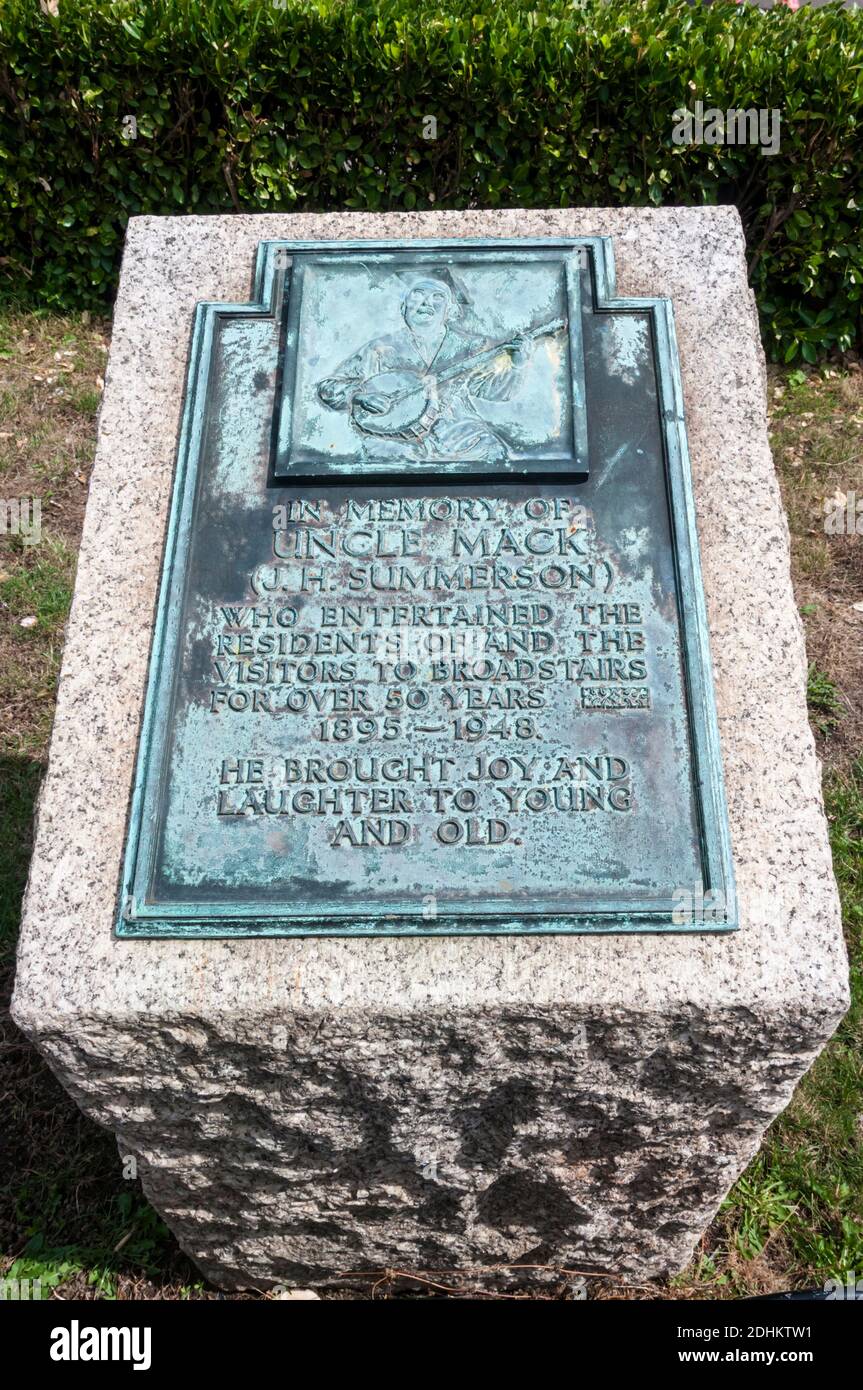 IN MEMORY OF
UNCLE MACK
(J. H. SUMMERSON)
WHO ENTERTAINED THE
RESIDENTS OF AND THE
VISITORS TO BROADSTAIRS
FOR OVER 50 YEARS
1895 — 1948.
HE BROUGHT JOY AND
LAUGHTER TO YOUNG
AND OLD.
alamy
Image ID: 2DHKTW1
www.alamy.com